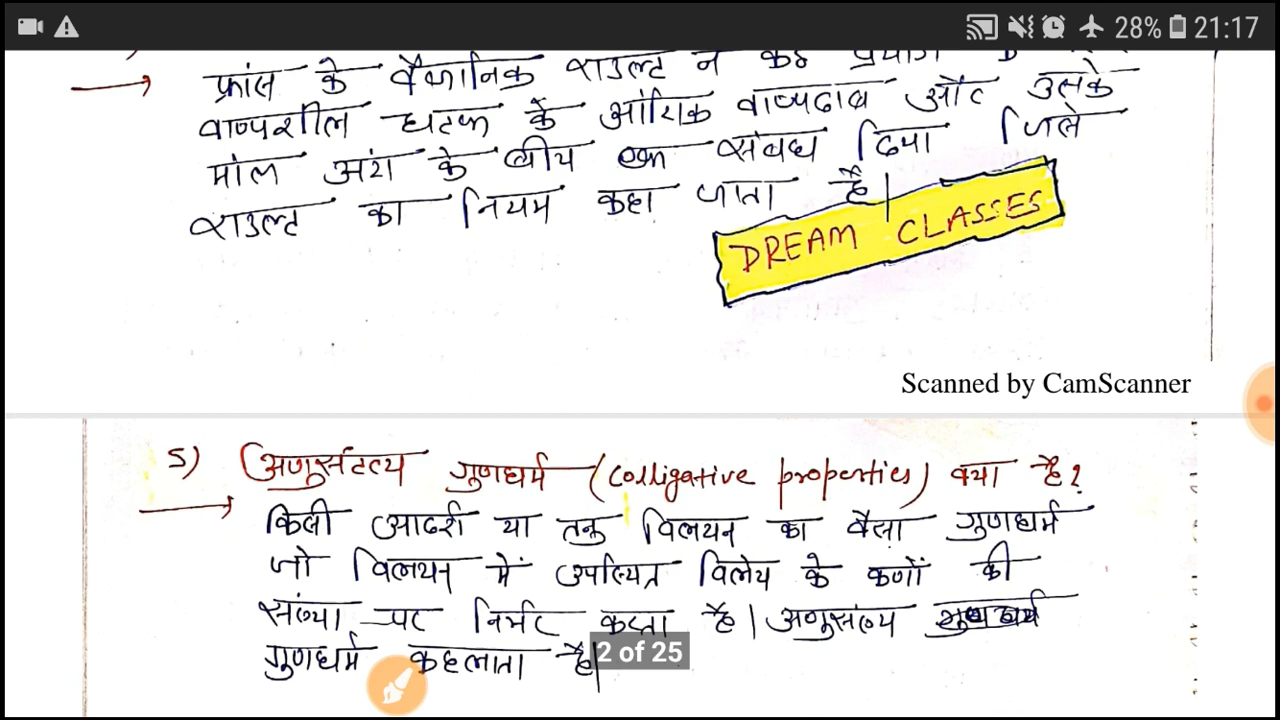 28% 21:17
फ्रांस के वैज्ञानिक राउल्ट ने कई प्रयोग के
वाष्पशील घटक के आंशिक वाष्पदाब और उसके
मोल अंश के बीच एक संबंध दिया जिसे
राउल्ट का नियम कहा जाता है|
DREAM CLASSES
Scanned by CamScanner
5) अणुसंख्य गुणधर्म (colligative properties) क्या है?
किसी आदर्श या तनु विलयन का वैसा गुणधर्म
जो विलयन में उपस्थित विलेय के कणों की
संख्या पर निर्भर करता है| अणुसंख्य
गुणधर्म कहलाता है|
2 of 25